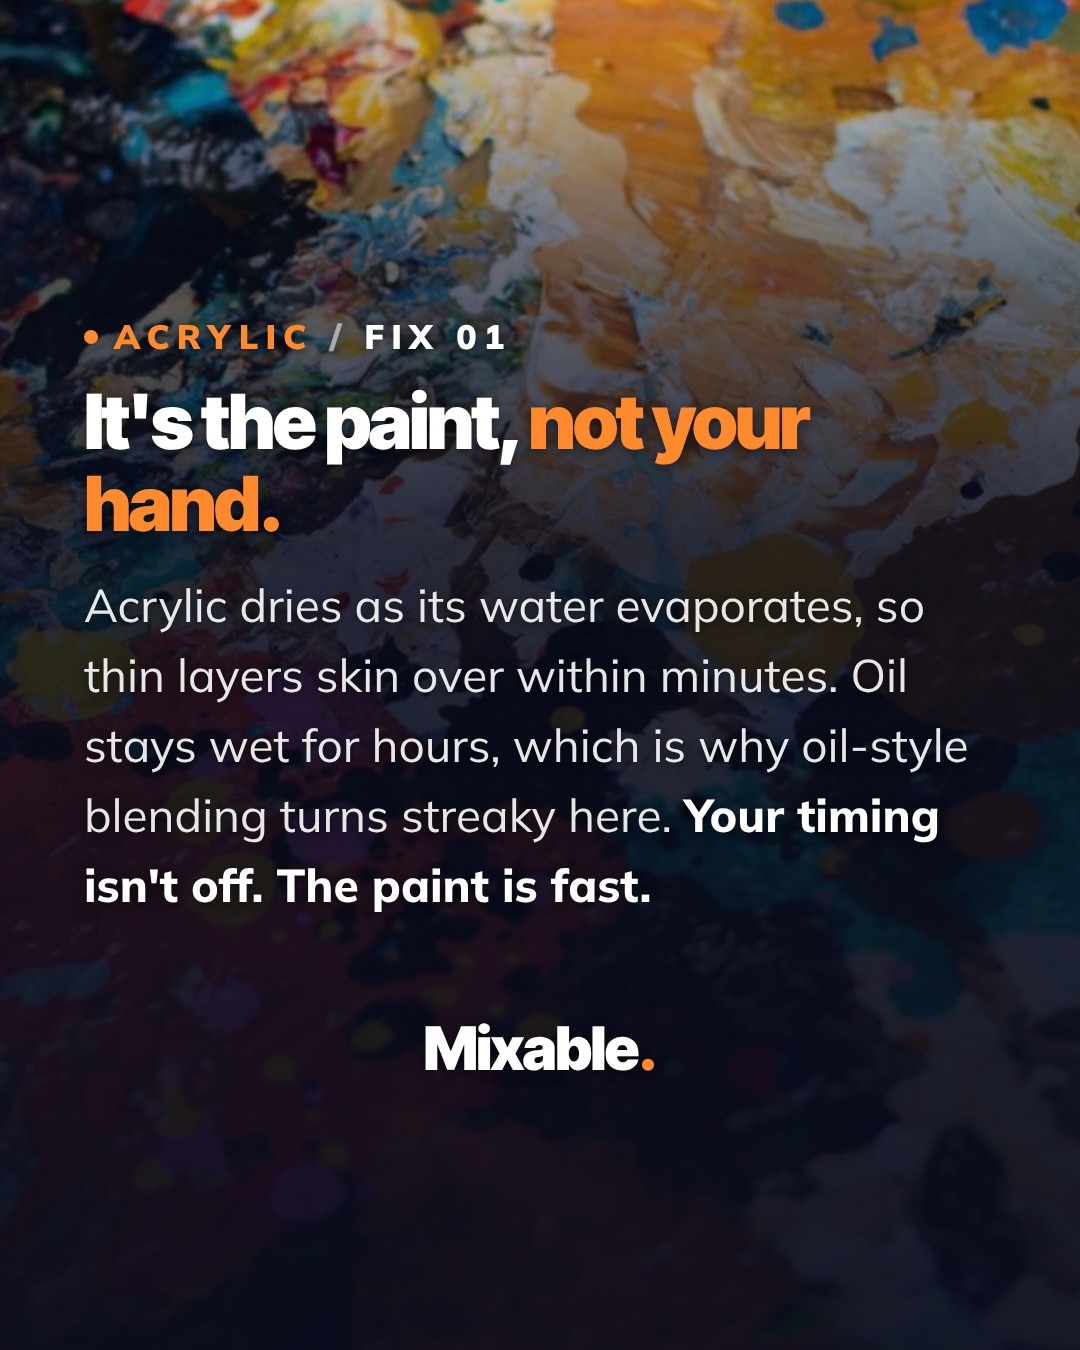 • ACRYLIC / FIX 01
It's the paint, not your
hand.
Acrylic dries as its water evaporates, so
thin layers skin over within minutes. Oil
stays wet for hours, which is why oil-style
blending turns streaky here. Your timing
isn't off. The paint is fast.
Mixable.